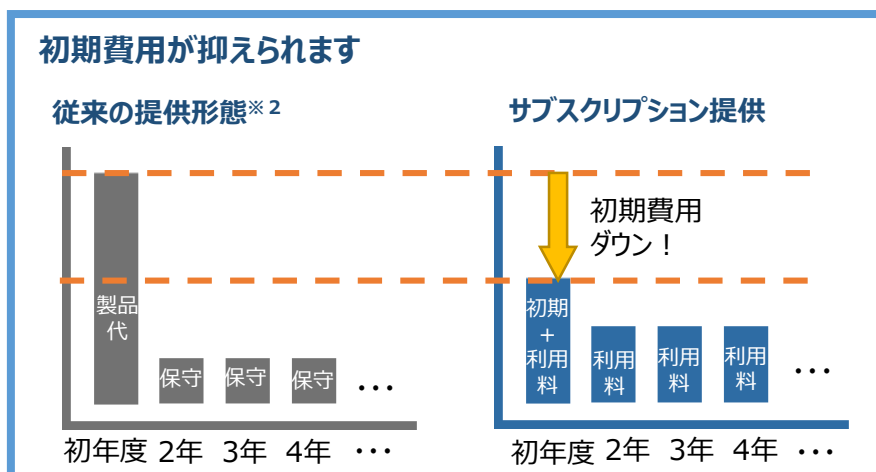 初期費用が抑えられます
従来の提供形態※2
製品
代
保守
保守
保守
・・・
初年度 2年 3年 4年 ・・・
サブスクリプション提供
初期費用
ダウン！
初期
+
利用
料
利用
料
利用
料
利用
料
・・・
初年度 2年 3年 4年 ・・・